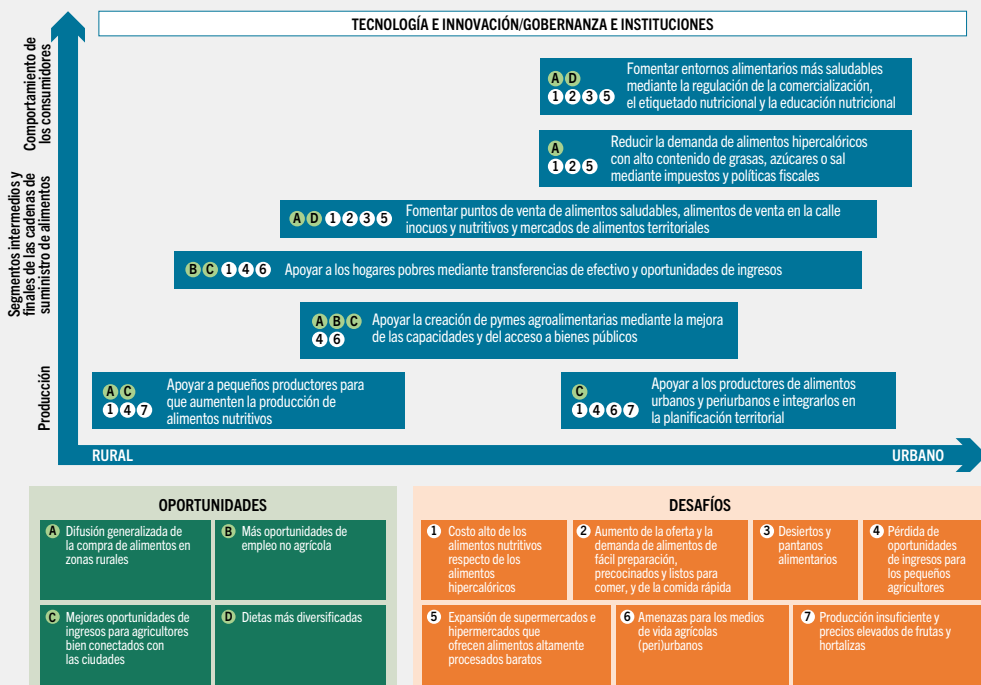 TECNOLOGÍA E INNOVACIÓN/GOBERNANZA E INSTITUCIONES
Comportamiento de
los consumidores
A D
1 2 3 5
Fomentar entornos alimentarios más saludables
mediante la regulación de la comercialización,
el etiquetado nutricional y la educación nutricional
A
1 2 5
Reducir la demanda de alimentos hipercalóricos
con alto contenido de grasas, azúcares o sal
mediante impuestos y políticas fiscales
Segmentos intermedios y
finales de las cadenas de
suministro de alimentos
A D 1 2 3 5
Fomentar puntos de venta de alimentos saludables, alimentos de venta en la calle
inocuos y nutritivos y mercados de alimentos territoriales
B C 1 4 6 Apoyar a los hogares pobres mediante transferencias de efectivo y oportunidades de ingresos
A B C
4 6
Apoyar la creación de pymes agroalimentarias mediante la mejora
de las capacidades y del acceso a bienes públicos
Producción
A C
1 4 7
Apoyar a pequeños productores para
que aumenten la producción de
alimentos nutritivos
C
1 4 6 7
Apoyar a los productores de alimentos
urbanos y periurbanos e integrarlos en
la planificación territorial
RURAL
URBANO
OPORTUNIDADES
A Difusión generalizada de
la compra de alimentos en
zonas rurales
B Más oportunidades de
empleo no agrícola
C Mejores oportunidades de
ingresos para agricultores
bien conectados con
las ciudades
D Dietas más diversificadas
DESAFÍOS
1 Costo alto de los
alimentos nutritivos
respecto de los
alimentos
hipercalóricos
2 Aumento de la oferta y la
demanda de alimentos de
fácil preparación,
precocinados y listos para
comer, y de la comida rápida
3 Desiertos y
pantanos
alimentarios
4 Pérdida de
oportunidades
de ingresos para
los pequeños
agricultores
5 Expansión de supermercados e
hipermercados que
ofrecen alimentos altamente
procesados baratos
6 Amenazas para los medios
de vida agrícolas
(peri)urbanos
7 Producción insuficiente y
precios elevados de frutas y
hortalizas